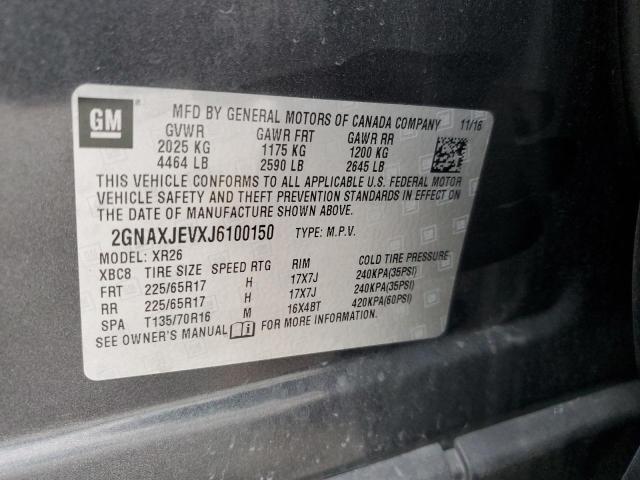 GM
MFD BY GENERAL MOTORS OF CANADA COMPANY 11/16
GVWR GAWR FRT GAWR RR
2025 KG 1175 KG 1200 KG
4464 LB 2590 LB 2645 LB
THIS VEHICLE CONFORMS TO ALL APPLICABLE U.S. FEDERAL MOTOR
VEHICLE SAFETY AND THEFT PREVENTION STANDARDS IN EFFECT ON
THE DATE OF MANUFACTURE SHOWN ABOVE.
2GNAXJEVXJ6100150 TYPE: M.P.V.
MODEL: XR26
XBC8 TIRE SIZE SPEED RTG RIM COLD TIRE PRESSURE
FRT 225/65R17 H 17X7J 240KPA(35PSI)
RR 225/65R17 H 17X7J 240KPA(35PSI)
SPA T135/70R16 M 16X4BT 420KPA(60PSI)
SEE OWNER'S MANUAL i FOR MORE INFORMATION.